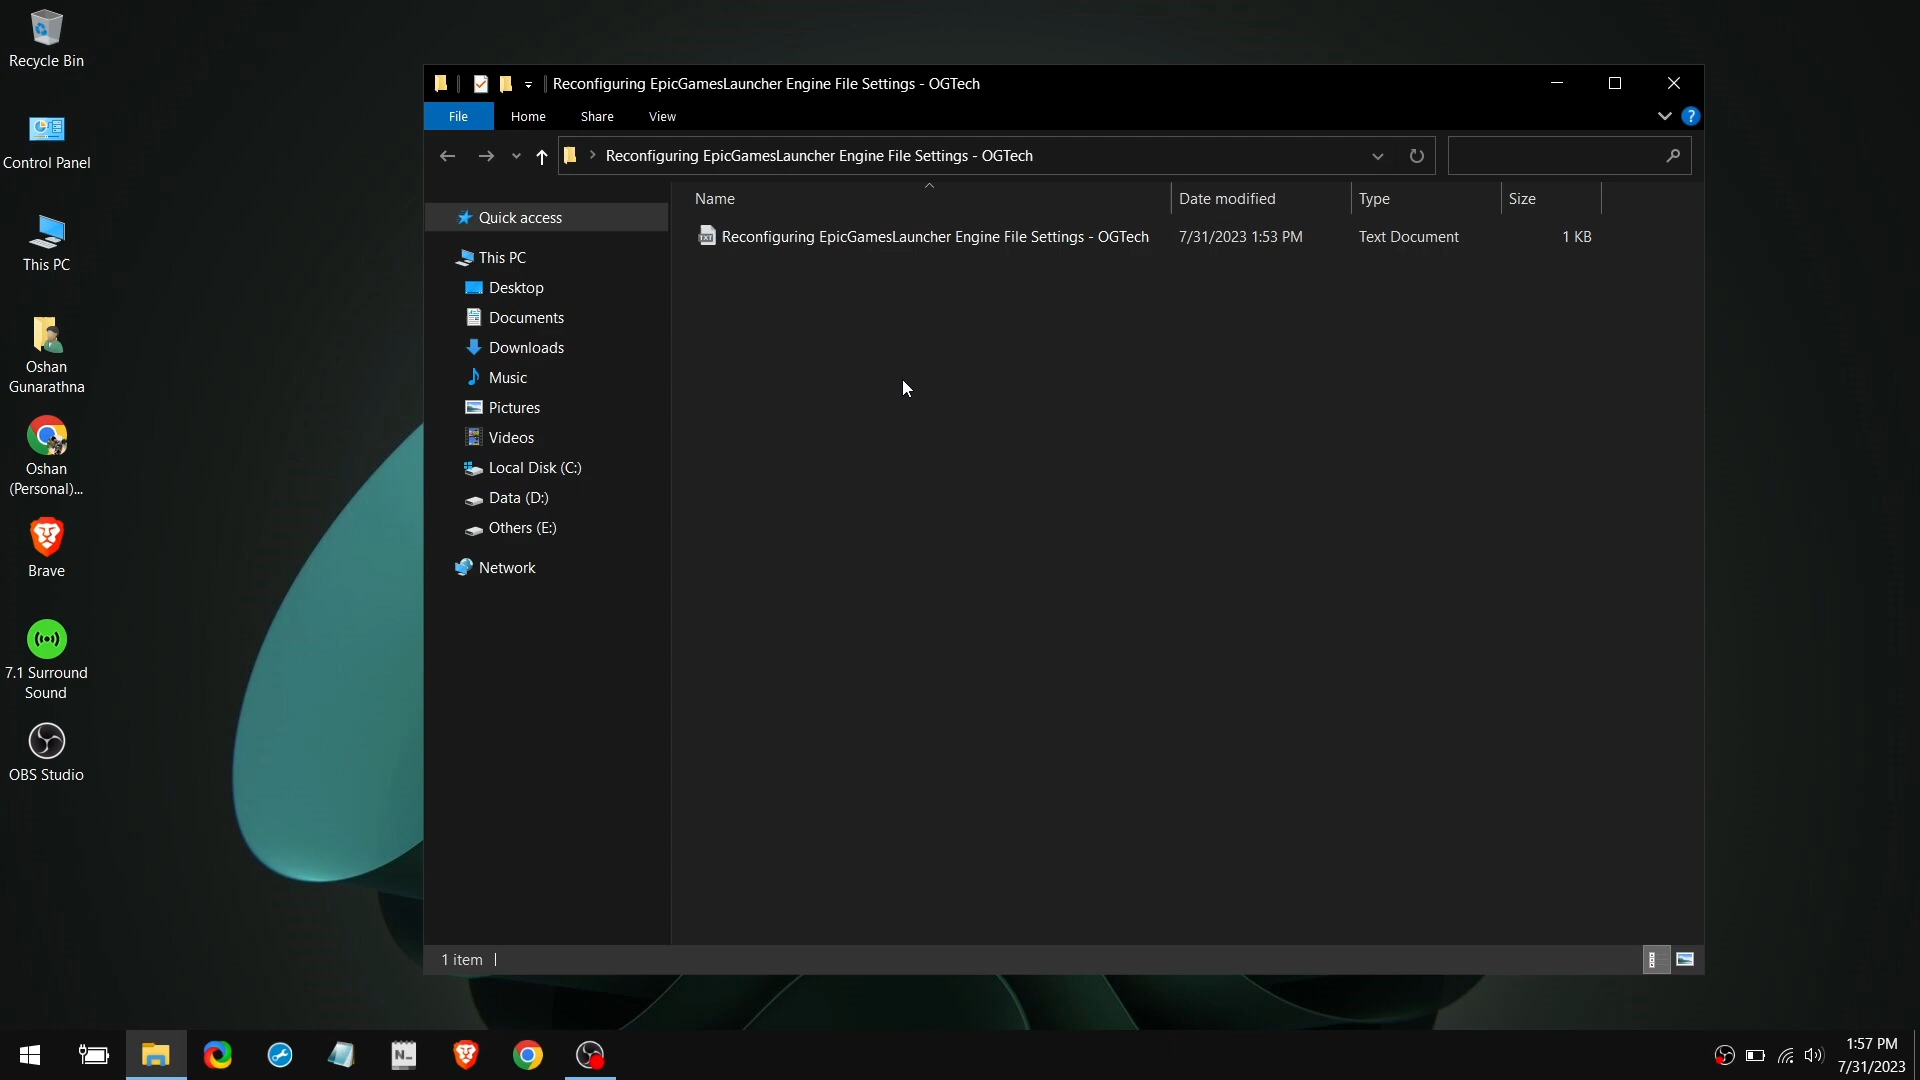 Recycle Bin
Control Panel
This PC
Oshan
Gunarathna
Oshan
(Personal)...
Brave
7.1 Surround
Sound
OBS Studio
Reconfiguring EpicGamesLauncher Engine File Settings - OGTech
File Home Share View
?
Reconfiguring EpicGamesLauncher Engine File Settings - OGTech
Name Date modified Type Size
Reconfiguring EpicGamesLauncher Engine File Settings - OGTech 7/31/2023 1:53 PM Text Document 1 KB
TXT
Quick access
This PC
Desktop
Documents
Downloads
Music
Pictures
Videos
Local Disk (C:)
Data (D:)
Others (E:)
Network
1 item
N
1:57 PM
7/31/2023